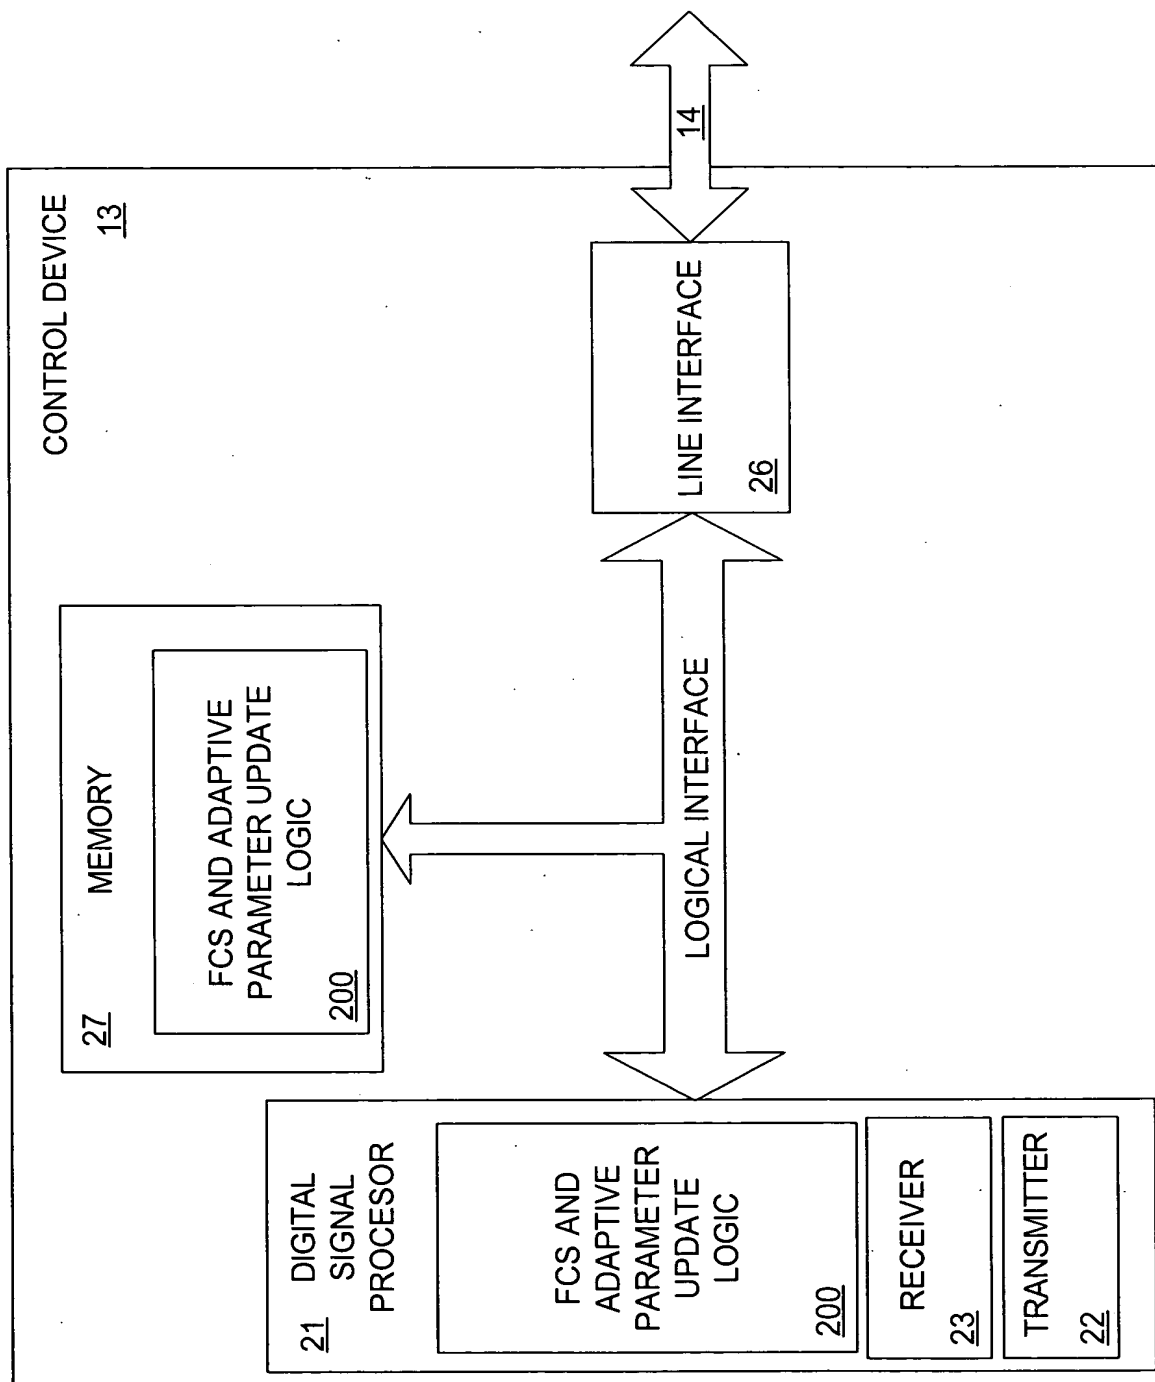 CONTROL DEVICE
13
MEMORY
27
FCS AND ADAPTIVE
PARAMETER UPDATE
LOGIC
200
DIGITAL
SIGNAL
PROCESOR
21
FCS AND
ADAPTIVE
PARAMETER
UPDATE
LOGIC
200
RECEIVER
23
TRANSMITTER
22
LOGICAL INTERFACE
LINE INTERFACE
26
14